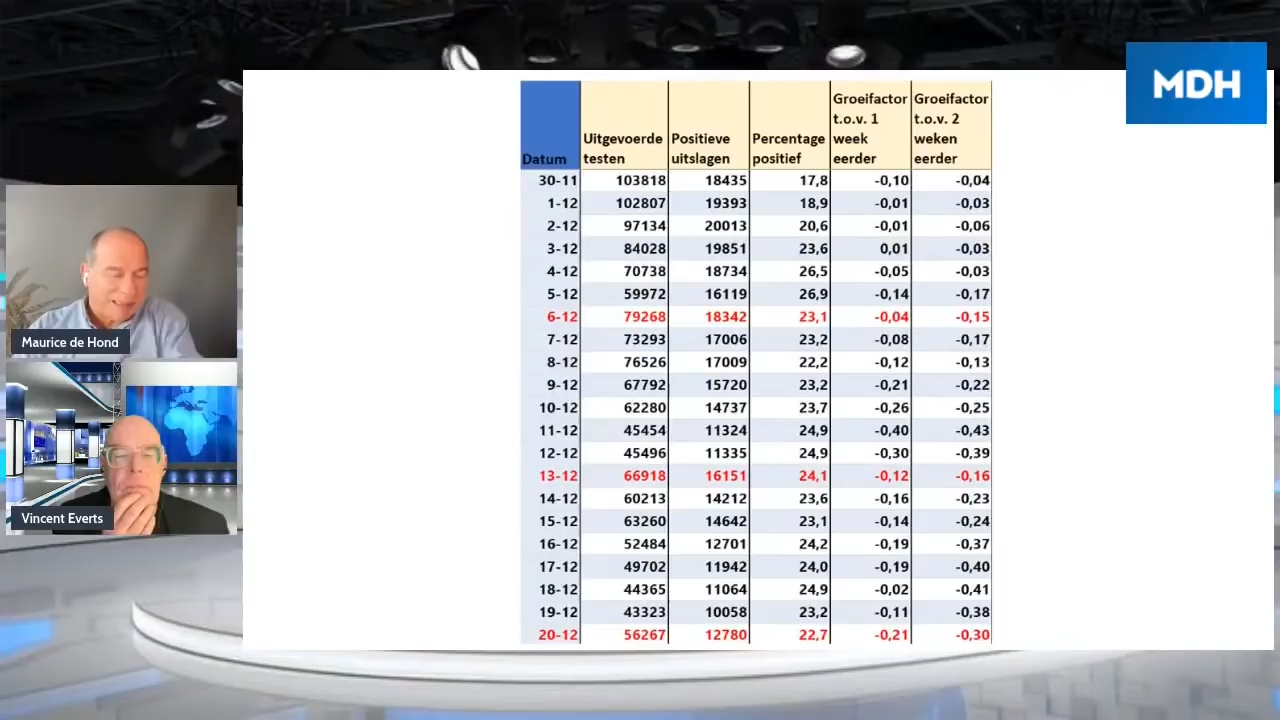 MDH
Datum Uitgevoerde testen Positieve uitslagen Percentage positief Groeifactor t.o.v. 1 week eerder Groeifactor t.o.v. 2 weken eerder
30-11 103818 18435 17,8 -0,10 -0,04
1-12 102807 19393 18,9 -0,01 -0,03
2-12 97134 20013 20,6 -0,01 -0,06
3-12 84028 19851 23,6 0,01 -0,03
4-12 70738 18734 26,5 -0,05 -0,03
5-12 59972 16119 26,9 -0,14 -0,17
6-12 79268 18342 23,1 -0,04 -0,15
7-12 73293 17006 23,2 -0,08 -0,17
8-12 76526 17009 22,2 -0,12 -0,13
9-12 67792 15720 23,2 -0,21 -0,22
10-12 62280 14737 23,7 -0,26 -0,25
11-12 45454 11324 24,9 -0,40 -0,43
12-12 45496 11335 24,9 -0,30 -0,39
13-12 66918 16151 24,1 -0,12 -0,16
14-12 60213 14212 23,6 -0,16 -0,23
15-12 63260 14642 23,1 -0,14 -0,24
16-12 52484 12701 24,2 -0,19 -0,37
17-12 49702 11942 24,0 -0,19 -0,40
18-12 44365 11064 24,9 -0,02 -0,41
19-12 43323 10058 23,2 -0,11 -0,38
20-12 56267 12780 22,7 -0,21 -0,30
Maurice de Hond
Vincent Everts